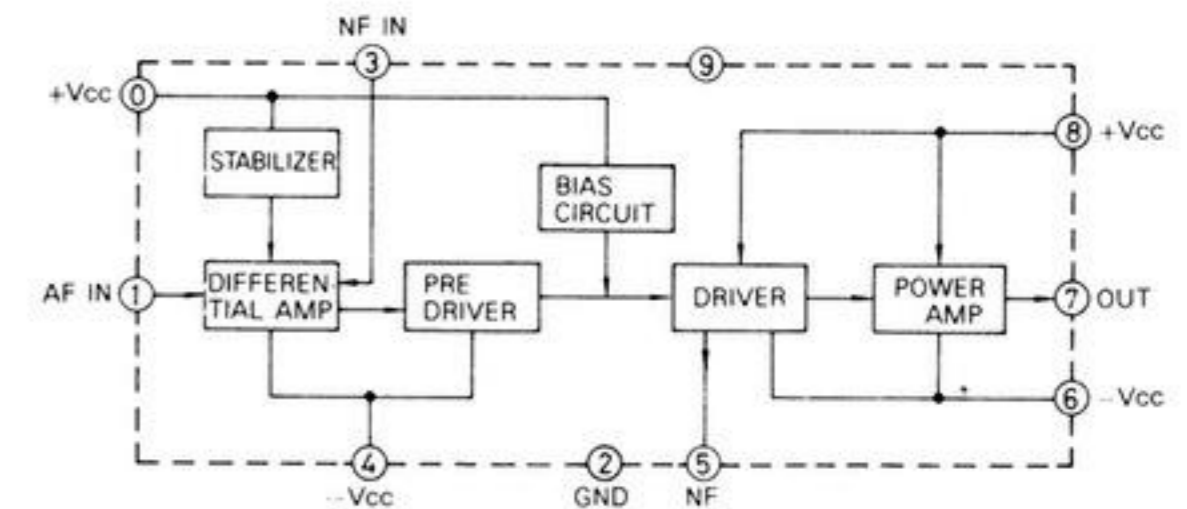 NF IN
3
9
+Vcc 0
8 +Vcc
STABILIZER
BIAS
CIRCUIT
AF IN 1
DIFFEREN-
TIAL AMP
PRE
DRIVER
DRIVER
POWER
AMP
7 OUT
6 -Vcc
4
-Vcc
2
GND
5
NF